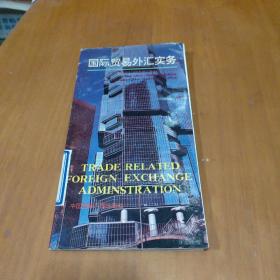 国际贸易外汇实务
TRADE RELATED
FOREIGN EXCHANGE
ADMINSTRATION